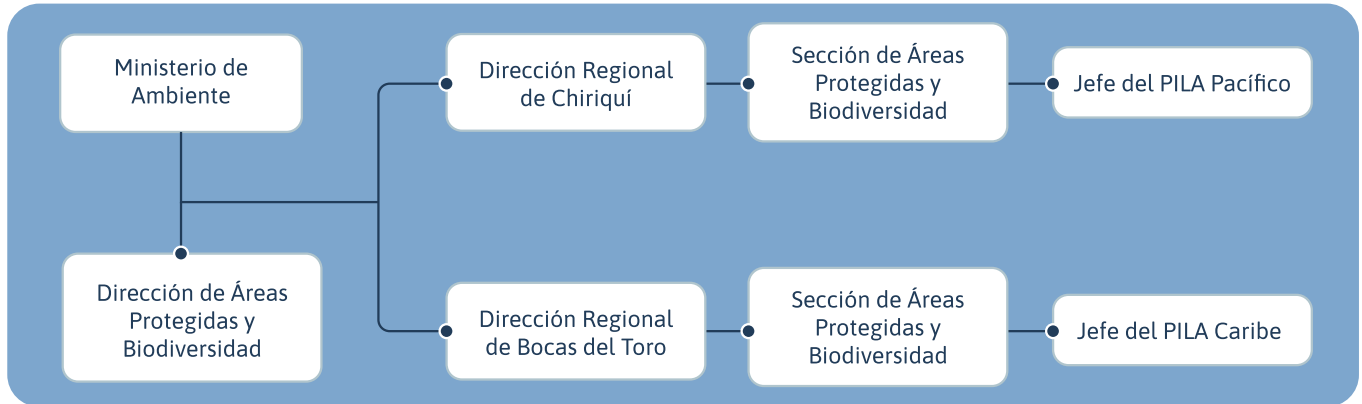 Ministerio de
Ambiente
Dirección de Áreas
Protegidas y
Biodiversidad
Dirección Regional
de Chiriquí
Sección de Áreas
Protegidas y
Biodiversidad
Jefe del PILA Pacífico
Dirección Regional
de Bocas del Toro
Sección de Áreas
Protegidas y
Biodiversidad
Jefe del PILA Caribe